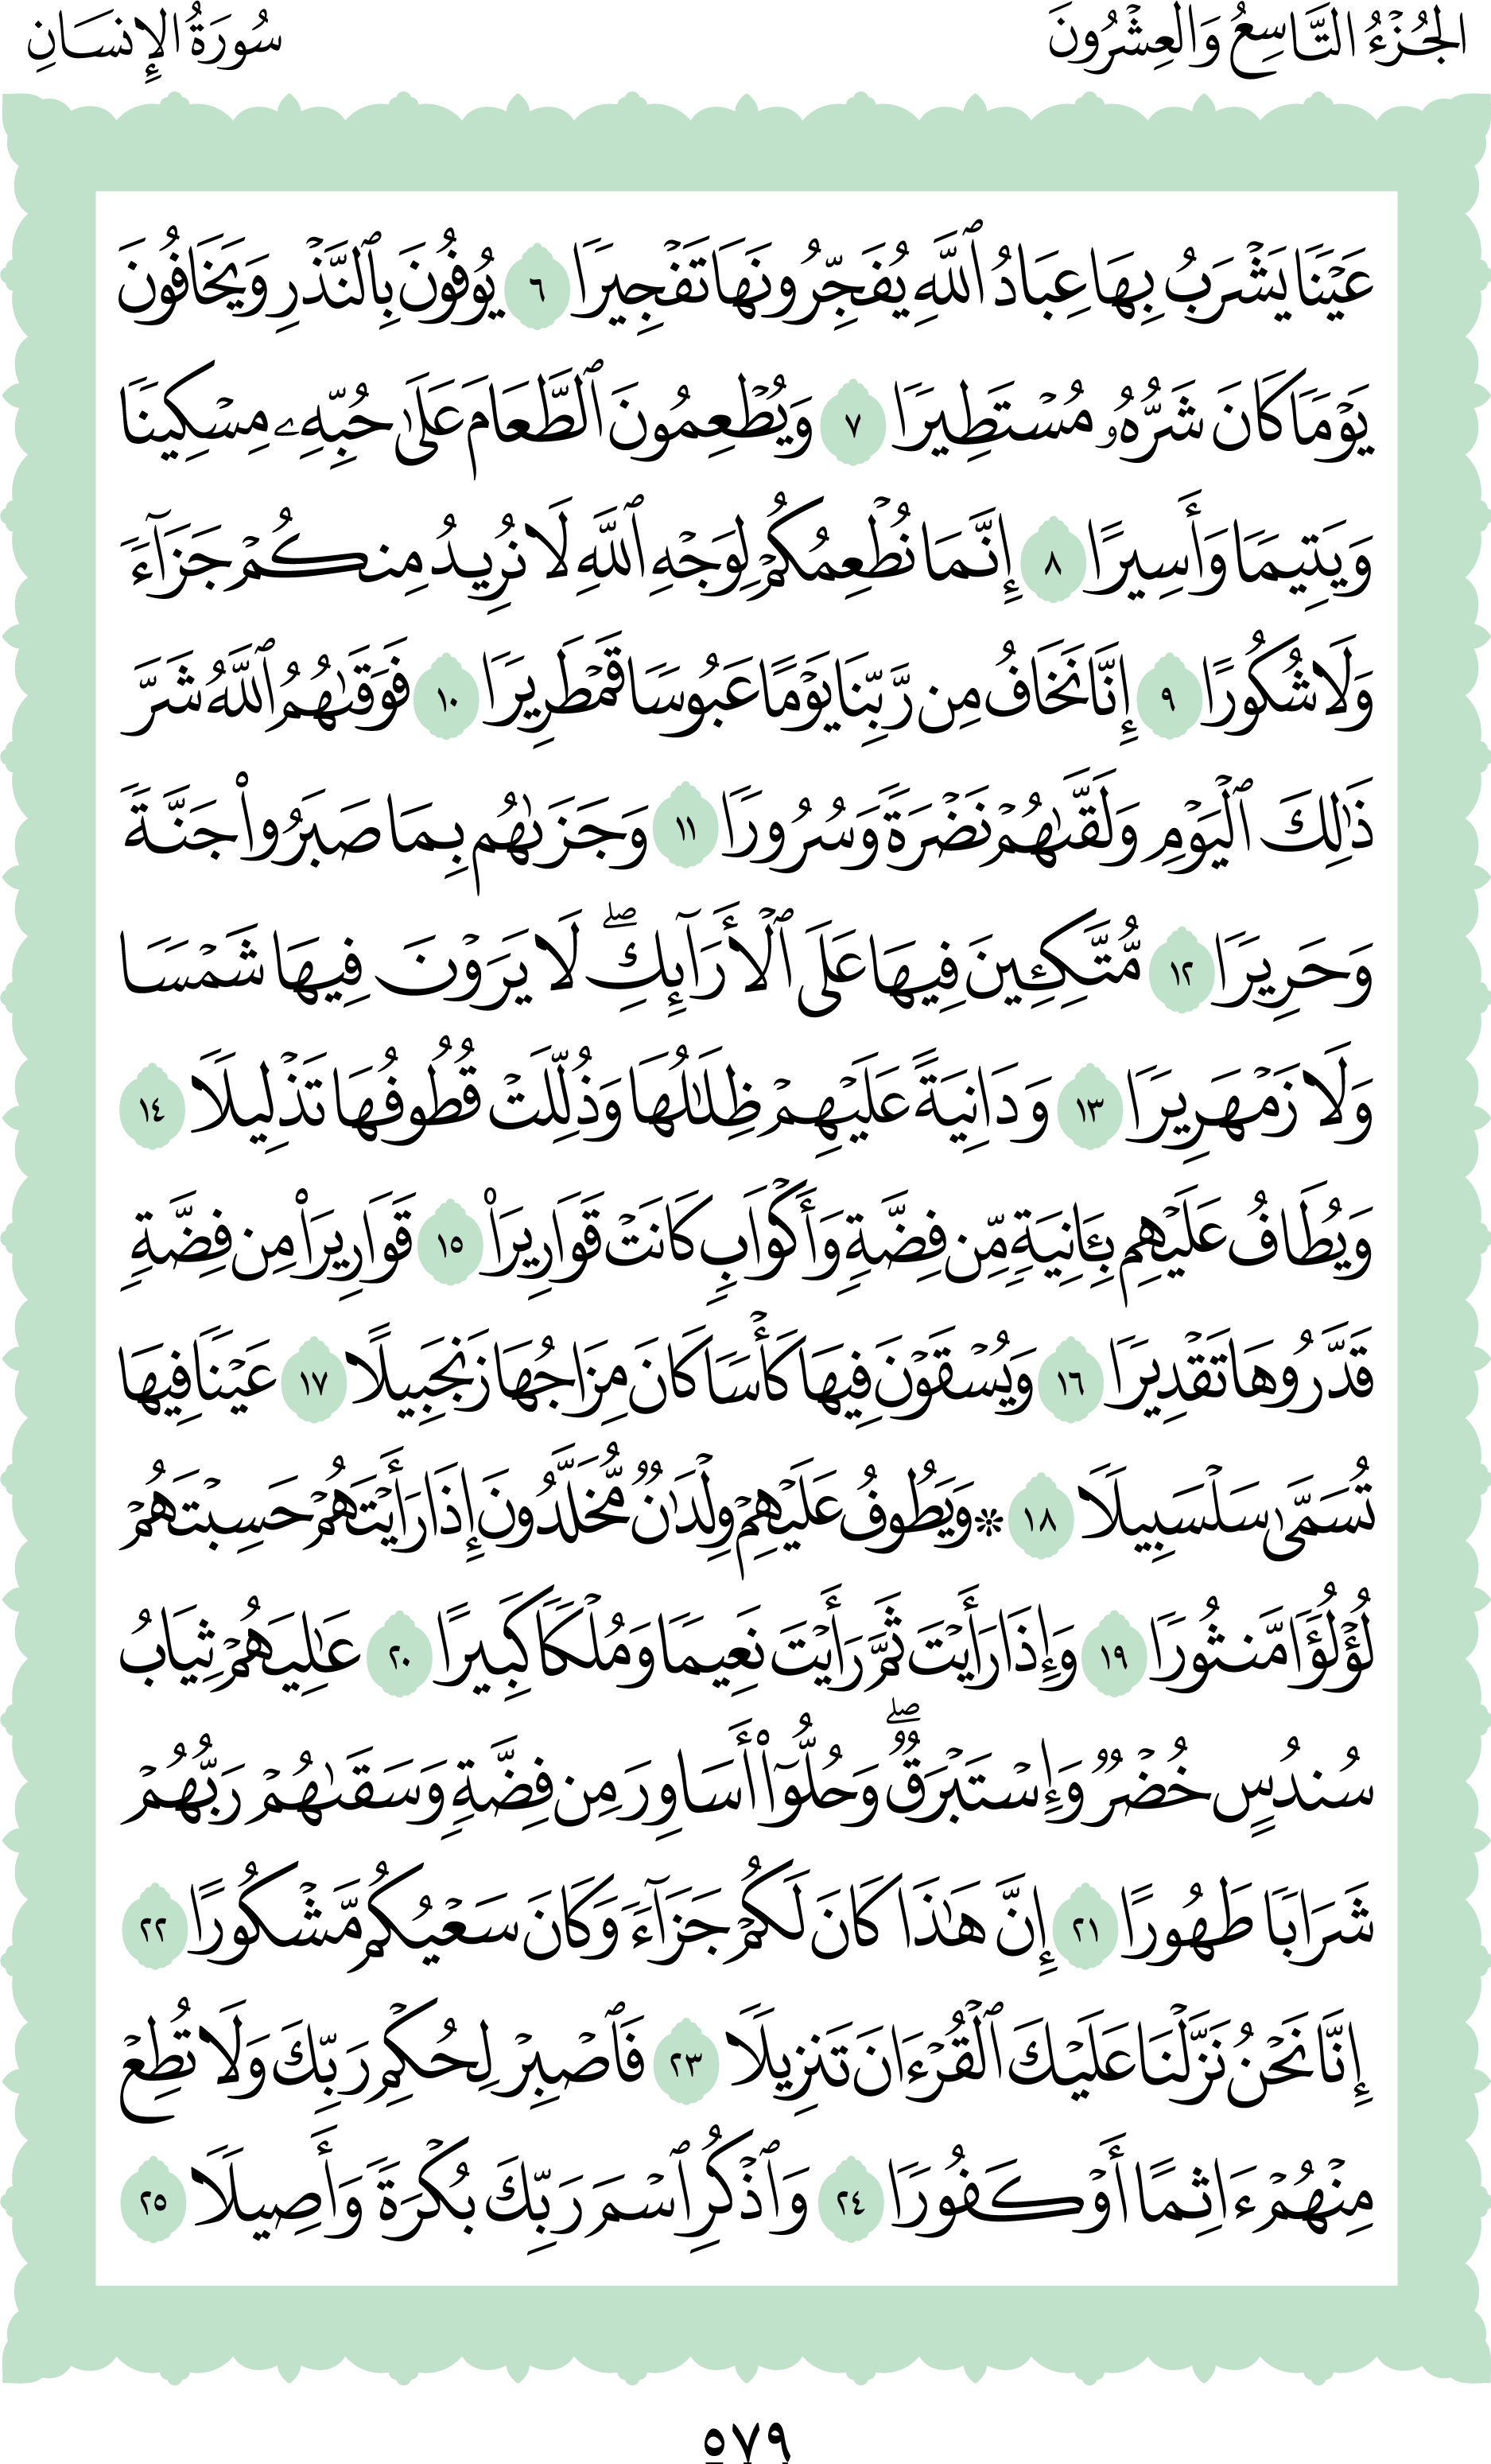 الجُزْءُ التَّاسِعُ وَالعِشْرُونَ
سُورَةُ الإِنسَانِ
عَيْنًا يَشْرَبُ بِهَا عِبَادُ ٱللَّهِ يُفَجِّرُونَهَا تَفْجِيرًا ٦ يُوفُونَ بِٱلنَّذْرِ وَيَخَافُونَ
يَوْمًا كَانَ شَرُّهُۥ مُسْتَطِيرًا ٧ وَيُطْعِمُونَ ٱلطَّعَامَ عَلَىٰ حُبِّهِۦ مِسْكِينًا
وَيَتِيمًا وَأَسِيرًا ٨ إِنَّمَا نُطْعِمُكُمْ لِوَجْهِ ٱللَّهِ لَا نُرِيدُ مِنكُمْ جَزَآءً
وَلَا شُكُورًا ٩ إِنَّا نَخَافُ مِن رَّبِّنَا يَوْمًا عَبُوسًا قَمْطَرِيرًا ١٠ فَوَقَىٰهُمُ ٱللَّهُ شَرَّ
ذَٰلِكَ ٱلْيَوْمِ وَلَقَّىٰهُمْ نَضْرَةً وَسُرُورًا ١١ وَجَزَىٰهُم بِمَا صَبَرُوا۟ جَنَّةً
وَحَرِيرًا ١٢ مُّتَّكِـِٔينَ فِيهَا عَلَى ٱلْأَرَآئِكِ ۖ لَا يَرَوْنَ فِيهَا شَمْسًا
وَلَا زَمْهَرِيرًا ١٣ وَدَانِيَةً عَلَيْهِمْ ظِلَـٰلُهَا وَذُلِّلَتْ قُطُوفُهَا تَذْلِيلًا ١٤
وَيُطَافُ عَلَيْهِم بِـَٔانِيَةٍ مِّن فِضَّةٍ وَأَكْوَابٍ كَانَتْ قَوَارِيرَا۠ ١٥ قَوَارِيرَا۟ مِن فِضَّةٍ
قَدَّرُوهَا تَقْدِيرًا ١٦ وَيُسْقَوْنَ فِيهَا كَأْسًا كَانَ مِزَاجُهَا زَنجَبِيلًا ١٧ عَيْنًا فِيهَا
تُسَمَّىٰ سَلْسَبِيلًا ١٨ * وَيَطُوفُ عَلَيْهِمْ وِلْدَٰنٌ مُّخَلَّدُونَ إِذَا رَأَيْتَهُمْ حَسِبْتَهُمْ
لُؤْلُؤًا مَّنثُورًا ١٩ وَإِذَا رَأَيْتَ ثَمَّ رَأَيْتَ نَعِيمًا وَمُلْكًا كَبِيرًا ٢٠ عَـٰلِيَهُمْ ثِيَابُ
سُندُسٍ خُضْرٌ وَإِسْتَبْرَقٌ ۖ وَحُلُّوٓا۟ أَسَاوِرَ مِن فِضَّةٍ وَسَقَىٰهُمْ رَبُّهُمْ
شَرَابًا طَهُورًا ٢١ إِنَّ هَـٰذَا كَانَ لَكُمْ جَزَآءً وَكَانَ سَعْيُكُم مَّشْكُورًا ٢٢
إِنَّا نَحْنُ نَزَّلْنَا عَلَيْكَ ٱلْقُرْءَانَ تَنزِيلًا ٢٣ فَٱصْبِرْ لِحُكْمِ رَبِّكَ وَلَا تُطِعْ
مِنْهُمْ ءَاثِمًا أَوْ كَفُورًا ٢٤ وَٱذْكُرِ ٱسْمَ رَبِّكَ بُكْرَةً وَأَصِيلًا ٢٥
٥٧٩